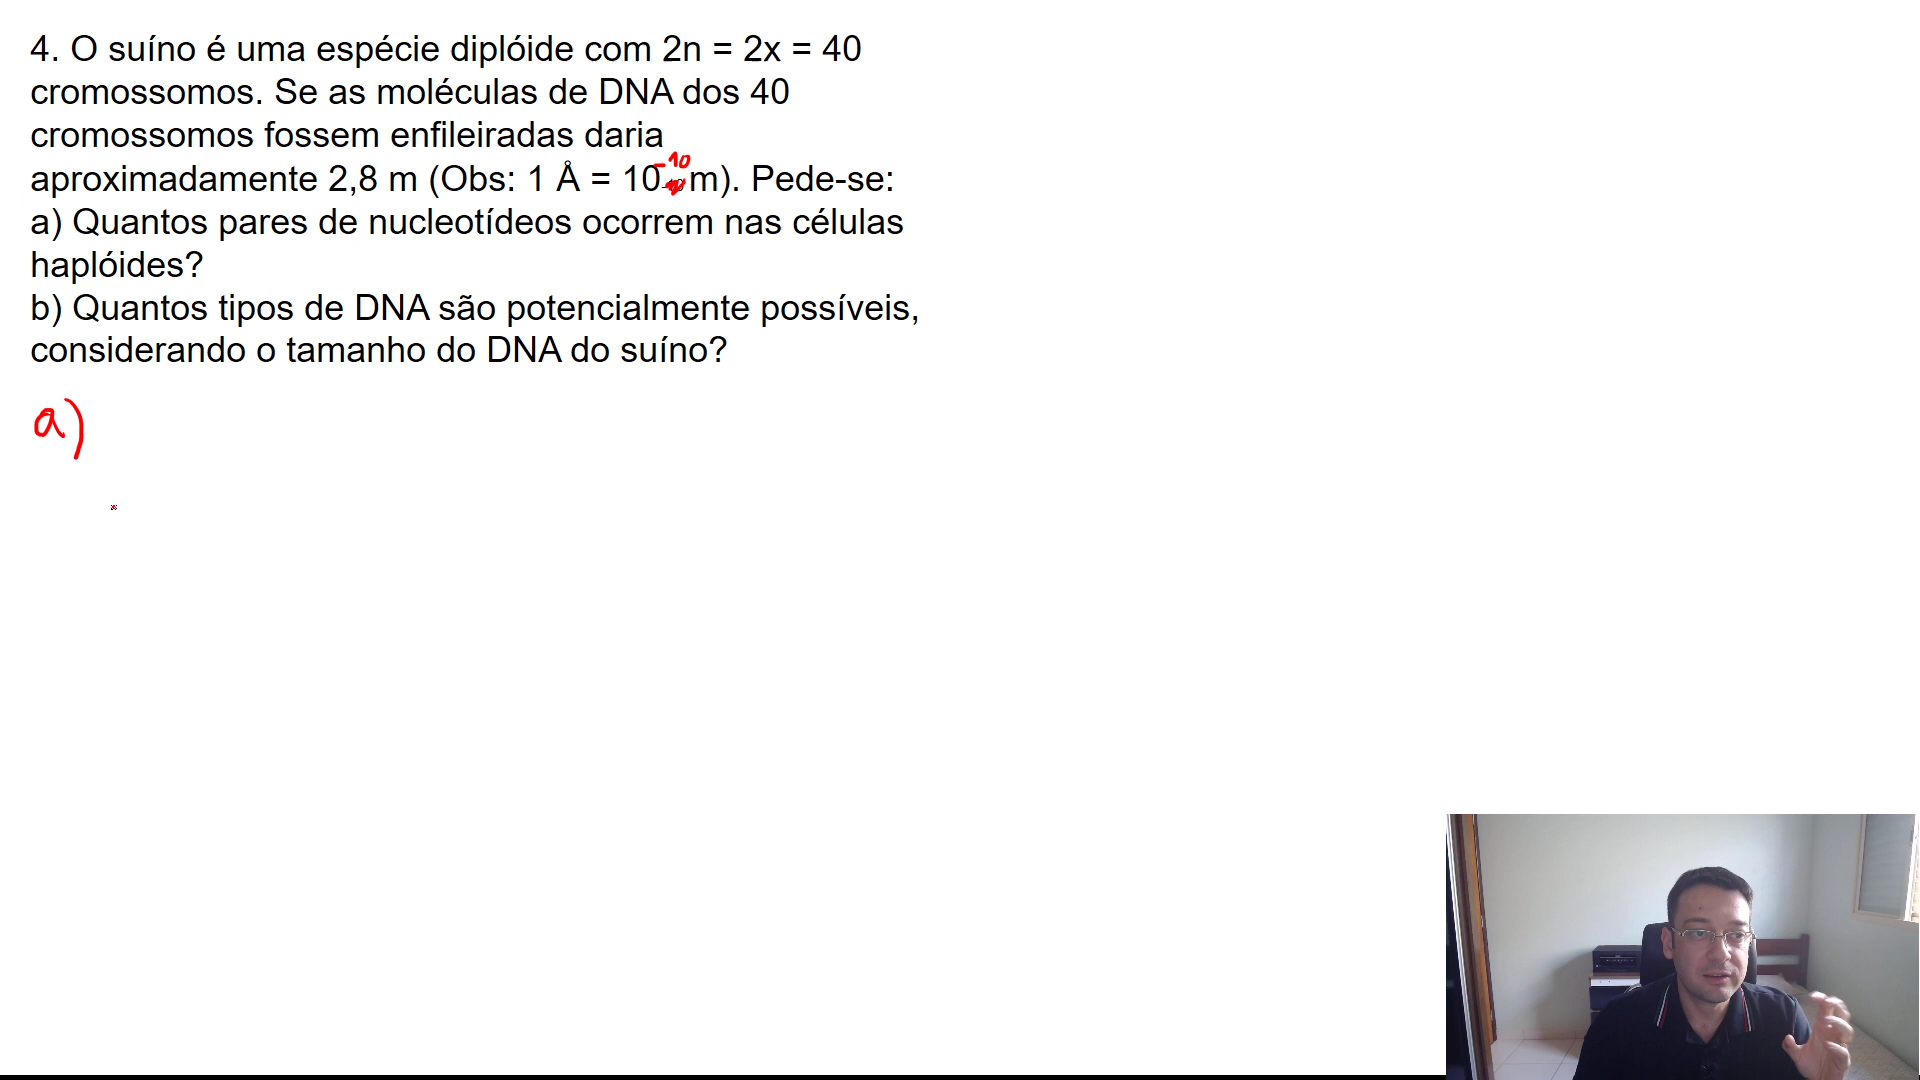 4. O suíno é uma espécie diplóide com 2n = 2x = 40
cromossomos. Se as moléculas de DNA dos 40
cromossomos fossem enfileiradas daria
aproximadamente 2,8 m (Obs: 1 Å = 10-10 m). Pede-se:
a) Quantos pares de nucleotídeos ocorrem nas células
haplóides?
b) Quantos tipos de DNA são potencialmente possíveis,
considerando o tamanho do DNA do suíno?
a)